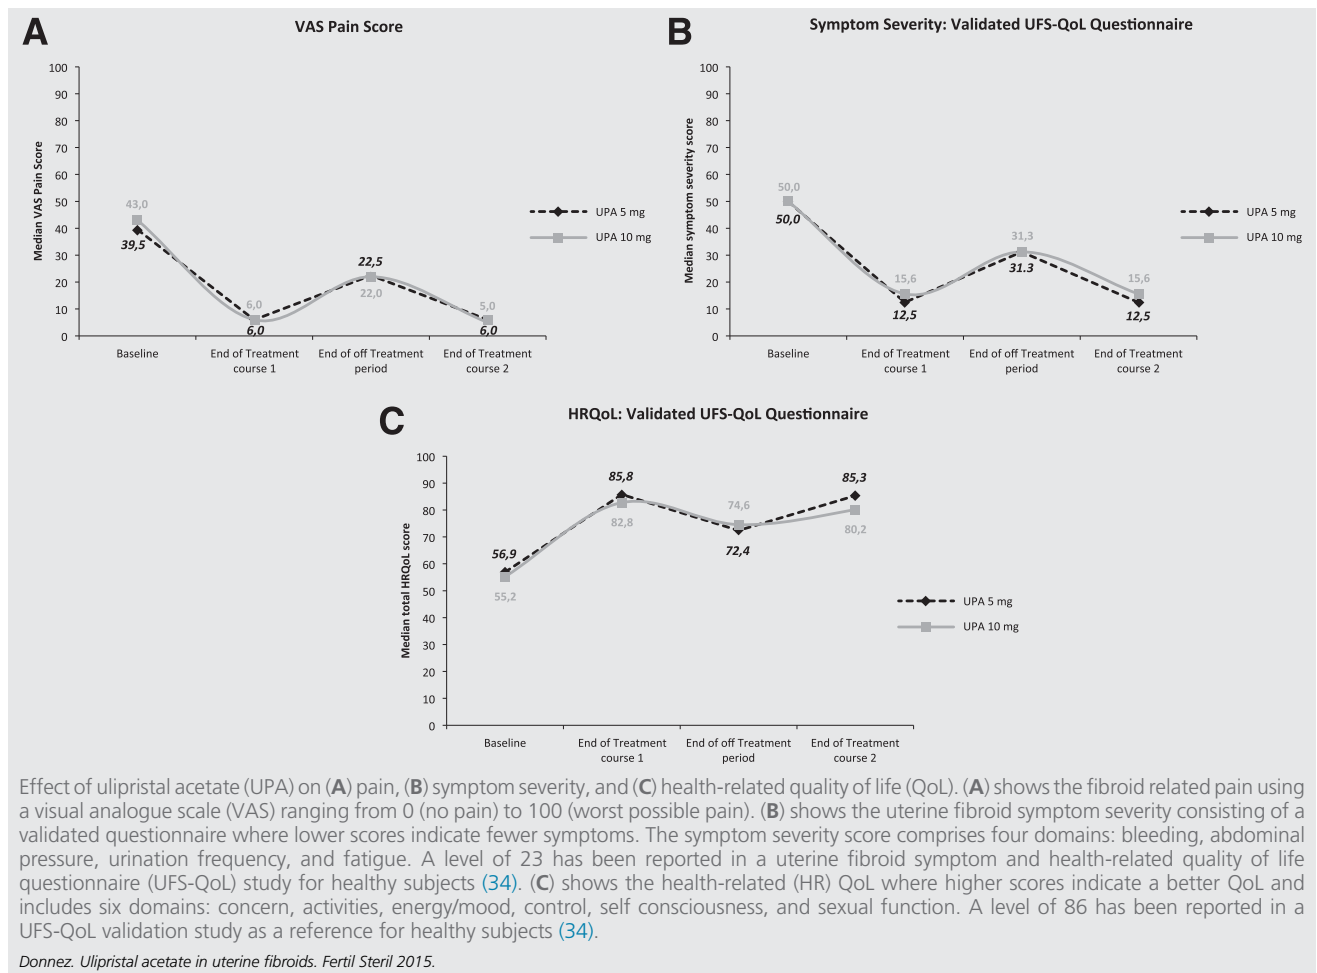 A
VAS Pain Score
100
90
80
70
60
50
40
30
20
10
0
Median VAS Pain Score
43,0
39,5
6,0
6,0
22,5
22,0
5,0
6,0
Baseline
End of Treatment
course 1
End of off Treatment
period
End of Treatment
course 2
UPA 5 mg
UPA 10 mg
B
Symptom Severity: Validated UFS-QoL Questionnaire
100
90
80
70
60
50
40
30
20
10
0
Median symptom severity score
50,0
50,0
15,6
12,5
31,3
31.3
15,6
12,5
Baseline
End of Treatment
course 1
End of off Treatment
period
End of Treatment
course 2
UPA 5 mg
UPA 10 mg
C
HRQoL: Validated UFS-QoL Questionnaire
100
90
80
70
60
50
40
30
20
10
0
Median total HRQoL score
56,9
55,2
85,8
82,8
74,6
72,4
85,3
80,2
Baseline
End of Treatment
course 1
End of off Treatment
period
End of Treatment
course 2
UPA 5 mg
UPA 10 mg
Effect of ulipristal acetate (UPA) on (A) pain, (B) symptom severity, and (C) health-related quality of life (QoL). (A) shows the fibroid related pain using
a visual analogue scale (VAS) ranging from 0 (no pain) to 100 (worst possible pain). (B) shows the uterine fibroid symptom severity consisting of a
validated questionnaire where lower scores indicate fewer symptoms. The symptom severity score comprises four domains: bleeding, abdominal
pressure, urination frequency, and fatigue. A level of 23 has been reported in a uterine fibroid symptom and health-related quality of life
questionnaire (UFS-QoL) study for healthy subjects (34). (C) shows the health-related (HR) QoL where higher scores indicate a better QoL and
includes six domains: concern, activities, energy/mood, control, self consciousness, and sexual function. A level of 86 has been reported in a
UFS-QoL validation study as a reference for healthy subjects (34).
Donnez. Ulipristal acetate in uterine fibroids. Fertil Steril 2015.